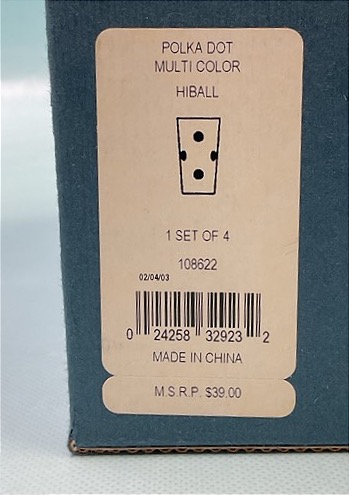 POLKA DOT
MULTI COLOR
HIBALL
1 SET OF 4
108622
02/04/03
0 24258 32923 2
MADE IN CHINA
M.S.R.P. $39.00